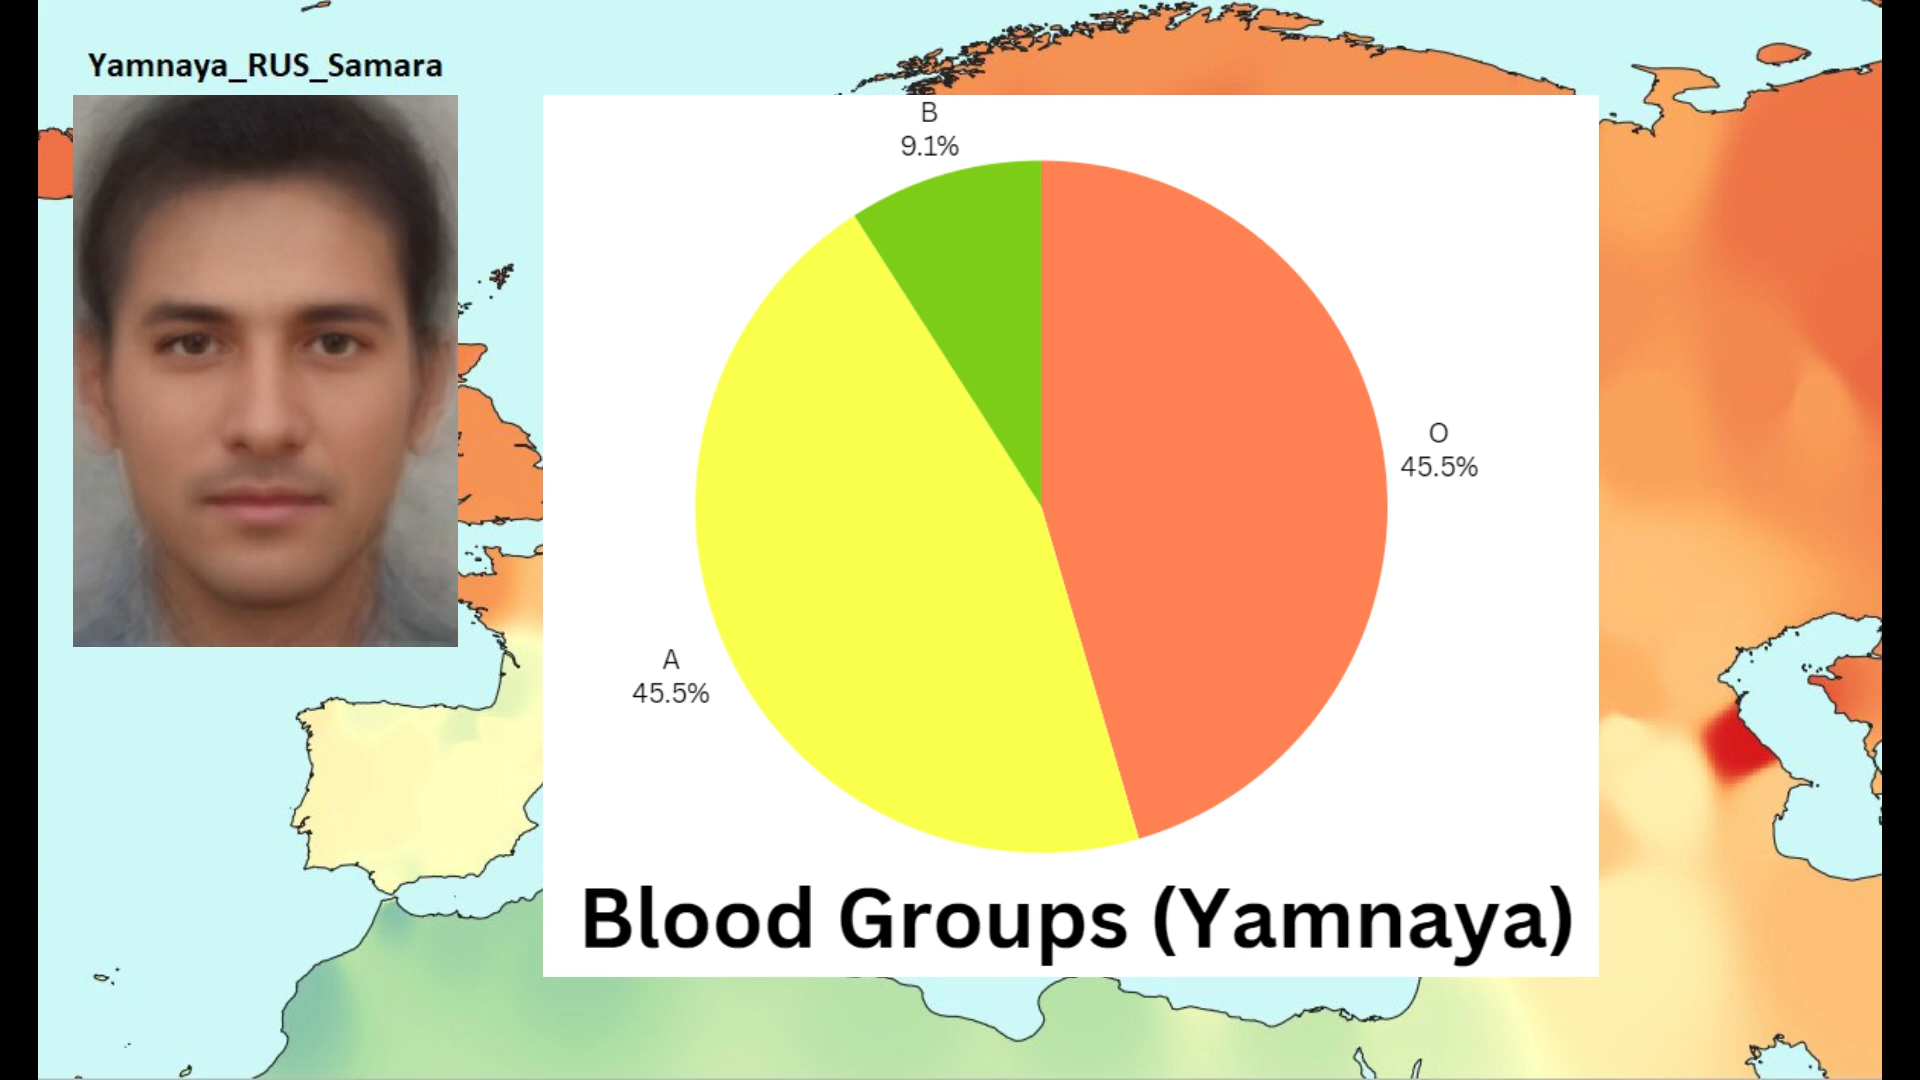 Yamnaya_RUS_Samara
B
9.1%
O
45.5%
A
45.5%
Blood Groups (Yamnaya)